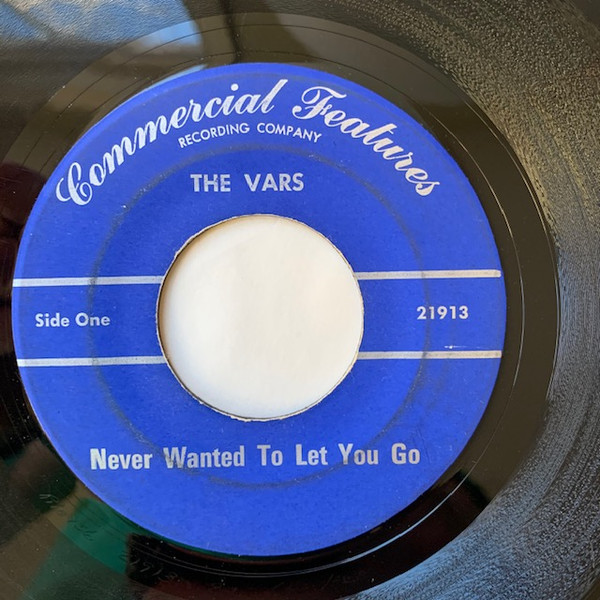 Commercial Features
RECORDING COMPANY
THE VARS
Side One
21913
Never Wanted To Let You Go